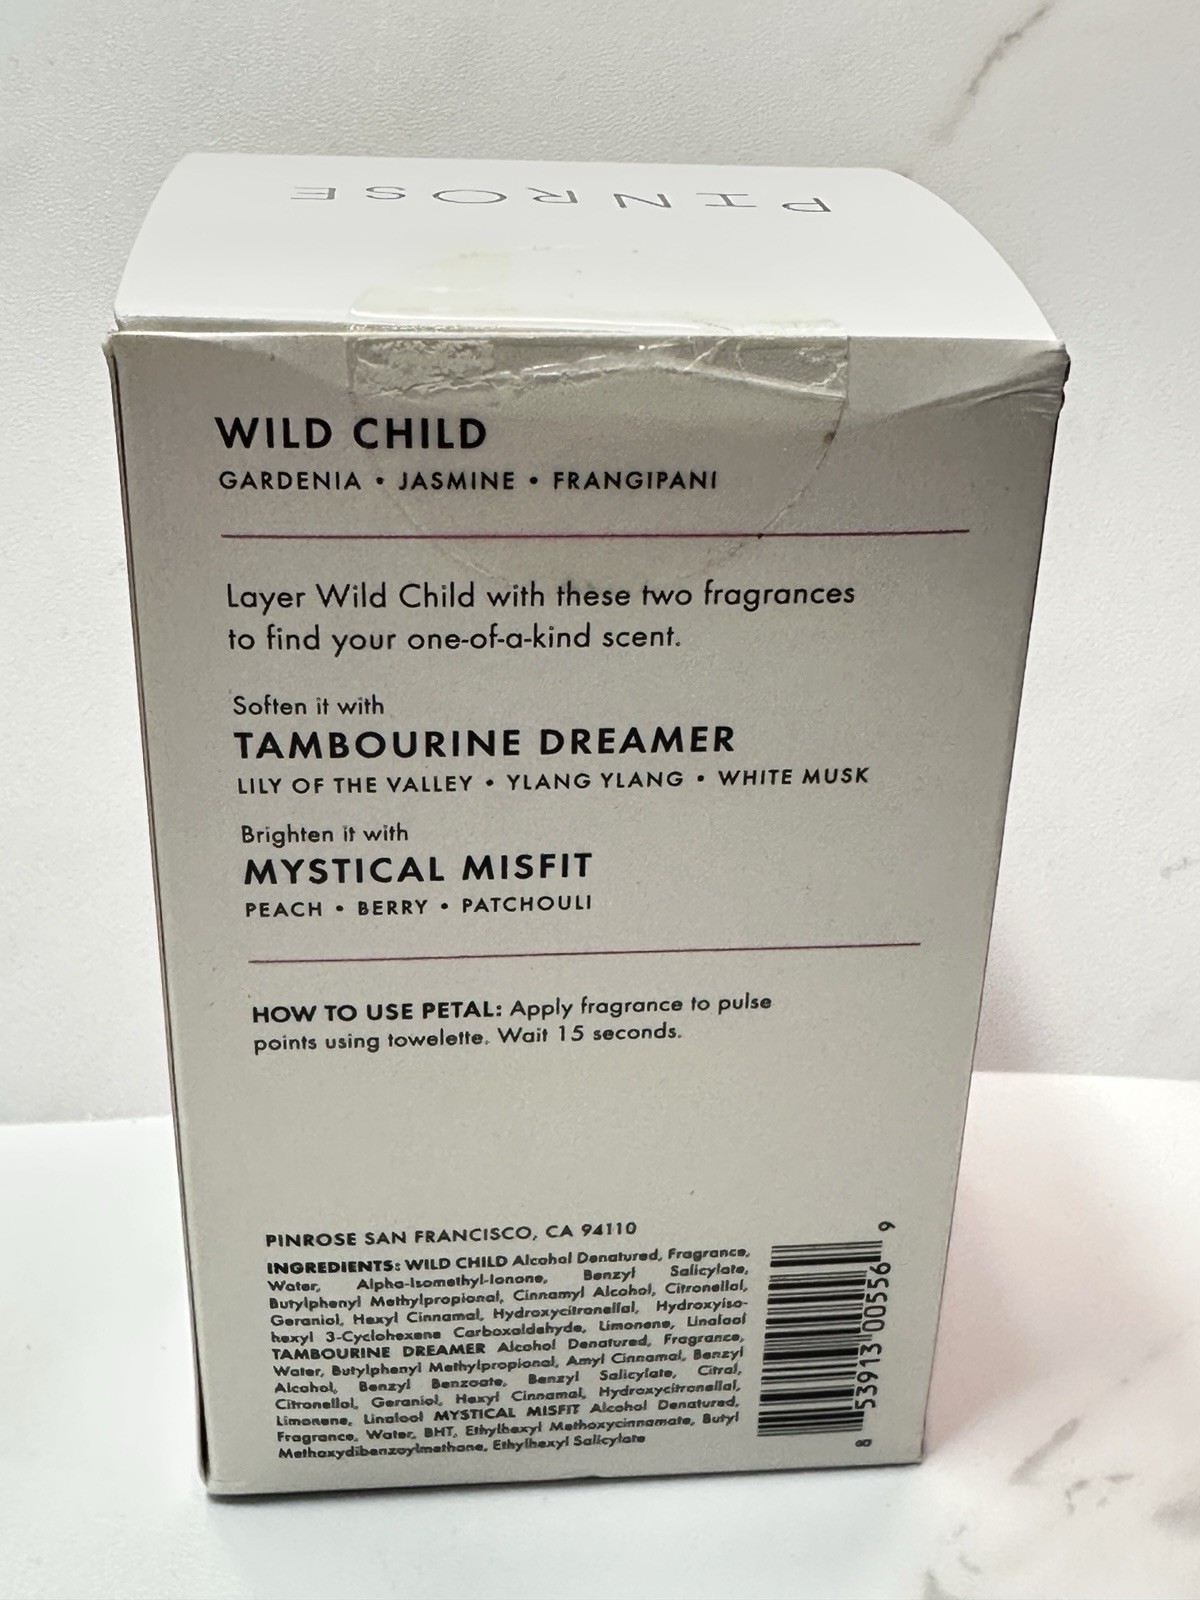 PINROSE
WILD CHILD
GARDENIA • JASMINE • FRANGIPANI
Layer Wild Child with these two fragrances
to find your one-of-a-kind scent.
Soften it with
TAMBOURINE DREAMER
LILY OF THE VALLEY • YLANG YLANG • WHITE MUSK
Brighten it with
MYSTICAL MISFIT
PEACH • BERRY • PATCHOULI
HOW TO USE PETAL: Apply fragrance to pulse
points using towelette. Wait 15 seconds.
PINROSE SAN FRANCISCO, CA 94110
INGREDIENTS: WILD CHILD Alcohol Denatured, Fragrance,
Water, Alpha-Isomethyl-Ionone, Benzyl Salicylate,
Butylphenyl Methylpropional, Cinnamyl Alcohol, Citronellol,
Geraniol, Hexyl Cinnamal, Hydroxycitronellal, Hydroxyiso-
hexyl 3-Cyclohexene Carboxaldehyde, Limonene, Linalool
TAMBOURINE DREAMER Alcohol Denatured, Fragrance,
Water, Butylphenyl Methylpropional, Amyl Cinnamal, Benzyl
Alcohol, Benzyl Benzoate, Benzyl Salicylate, Citral,
Citronellol, Geraniol, Hexyl Cinnamal, Hydroxycitronellal,
Limonene, Linalool MYSTICAL MISFIT Alcohol Denatured,
Fragrance, Water, BHT, Ethylhexyl Methoxycinnamate, Butyl
Methoxydibenzoylmethane, Ethylhexyl Salicylate
8 53913 00556 9